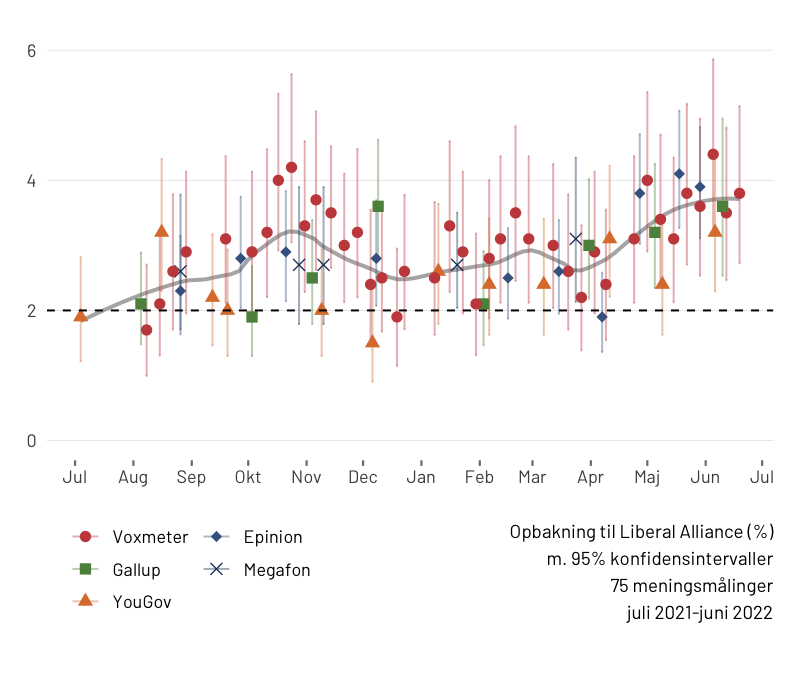 6
4
2
0
Jul Aug Sep Okt Nov Dec Jan Feb Mar Apr Maj Jun Jul
Voxmeter Epinion
Gallup Megafon
YouGov
Opbakning til Liberal Alliance (%)
m. 95% konfidensintervaller
75 meningsmålinger
juli 2021-juni 2022